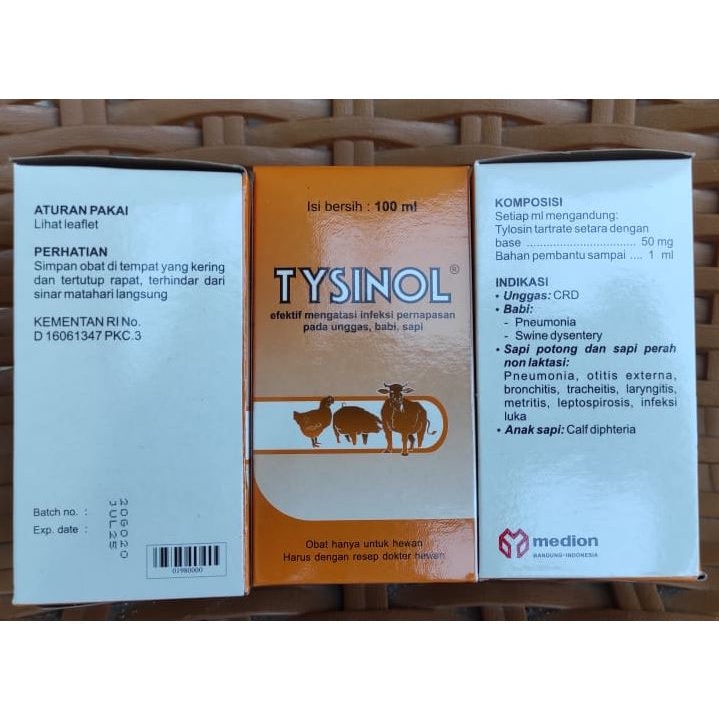 ATURAN PAKAI
Lihat leaflet
PERHATIAN
Simpan obat di tempat yang kering
dan tertutup rapat, terhindar dari
sinar matahari langsung
KEMENTAN RI No.
D 16061347 PKC.3
Batch no. :
20G020
Exp. date :
JUL25
01980000
Isi bersih : 100 ml
TYSINOL®
efektif mengatasi infeksi pernapasan
pada unggas, babi, sapi
Obat hanya untuk hewan
Harus dengan resep dokter hewan
KOMPOSISI
Setiap ml mengandung:
Tylosin tartrate setara dengan
base .................................. 50 mg
Bahan pembantu sampai .... 1 ml
INDIKASI
• Unggas: CRD
• Babi:
- Pneumonia
- Swine dysentery
• Sapi potong dan sapi perah
non laktasi:
Pneumonia, otitis externa,
bronchitis, tracheitis, laryngitis,
metritis, leptospirosis, infeksi
luka
• Anak sapi: Calf diphteria
medion
BANDUNG-INDONESIA